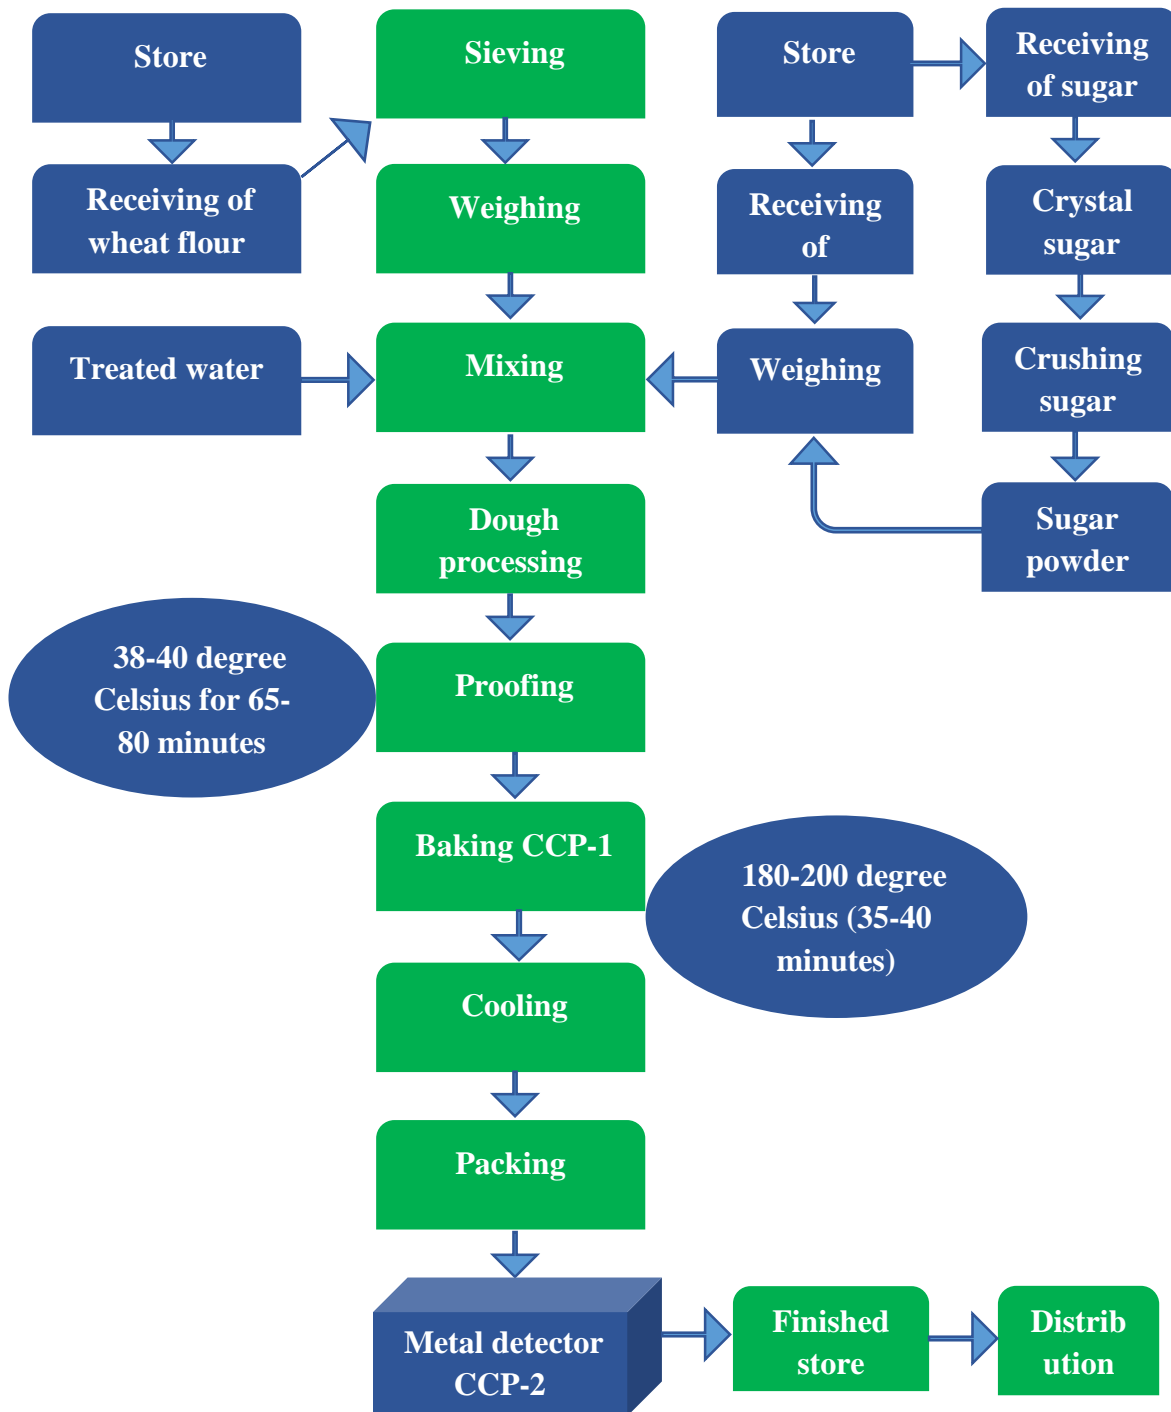 Store
Sieving
Store
Receiving
of sugar
Receiving of
wheat flour
Weighing
Receiving
of
Crystal
sugar
Treated water
Mixing
Weighing
Crushing
sugar
Dough
processing
Sugar
powder
38-40 degree
Celsius for 65-
80 minutes
Proofing
Baking CCP-1
180-200 degree
Celsius (35-40
minutes)
Cooling
Packing
Metal detector
CCP-2
Finished
store
Distrib
ution